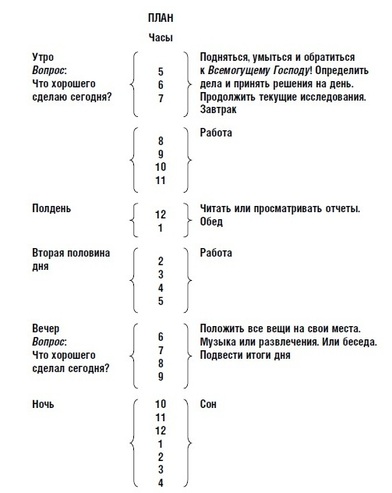 ПЛАН
Часы
Утро
Вопрос:
Что хорошего
сделаю сегодня?
5
6
7
Подняться, умыться и обратиться
к Всемогущему Господу! Определить
дела и принять решения на день.
Продолжить текущие исследования.
Завтрак
8
9
10
11
Работа
Полдень
12
1
Читать или просматривать отчеты.
Обед
Вторая половина
дня
2
3
4
5
Работа
Вечер
Вопрос:
Что хорошего
сделал сегодня?
6
7
8
9
Положить все вещи на свои места.
Музыка или развлечения. Или беседа.
Подвести итоги дня
Ночь
10
11
12
1
2
3
4
Сон